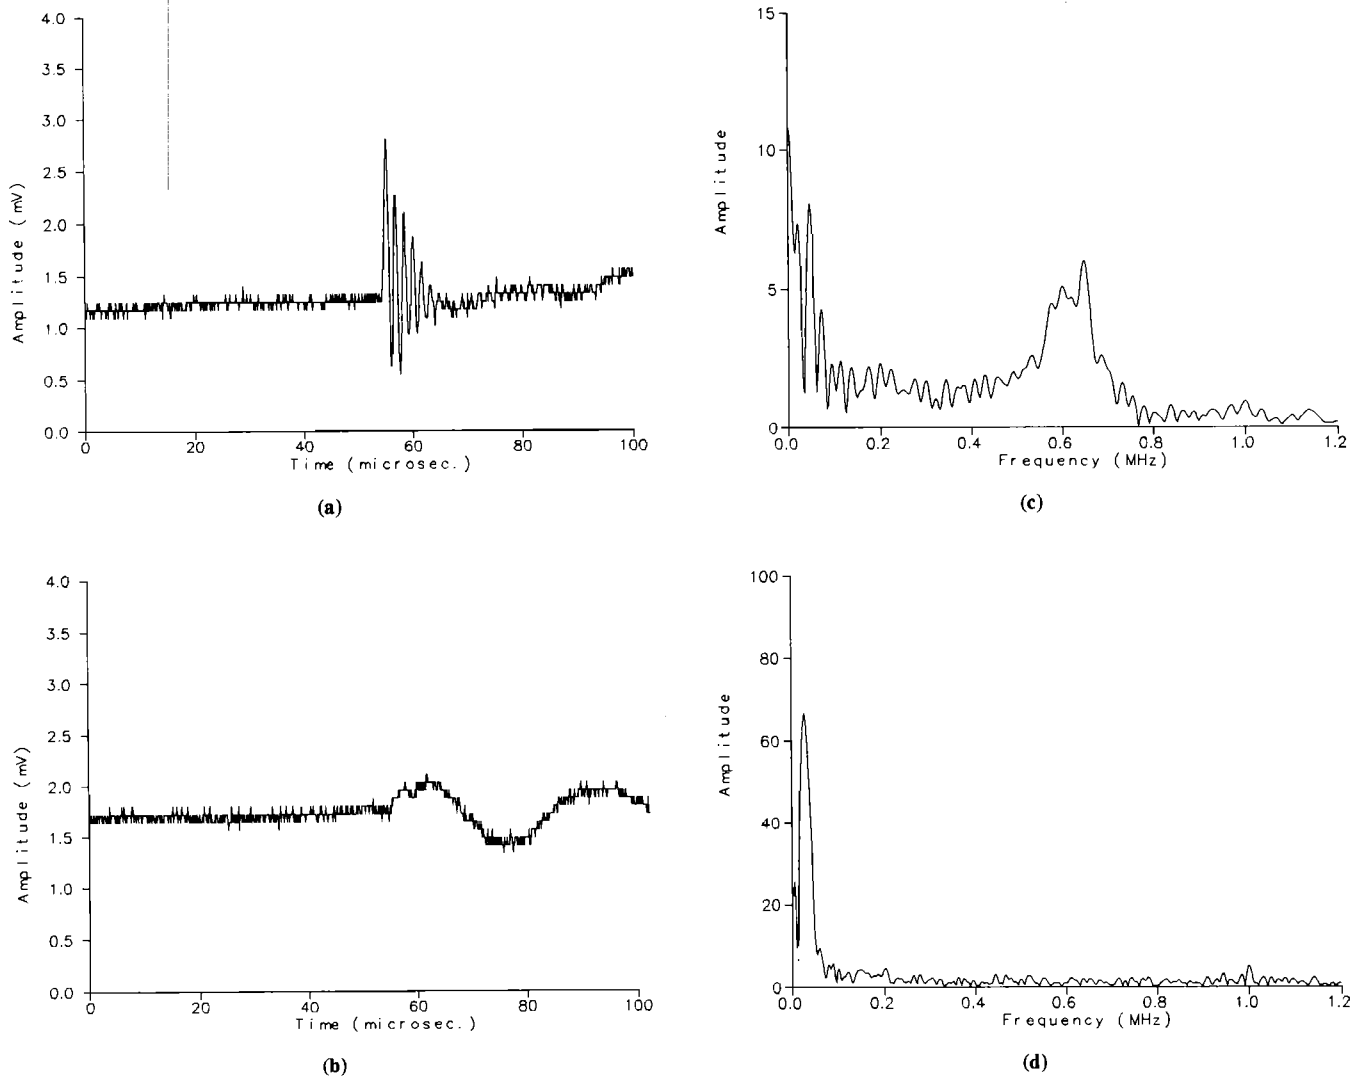 4.0
3.5
3.0
2.5
2.0
1.5
1.0
0.5
0.0
Amplitude (mV)
0 20 40 60 80 100
Time (microsec.)
(a)
15
10
5
0
Amplitude
0.0 0.2 0.4 0.6 0.8 1.0 1.2
Frequency (MHz)
(c)
4.0
3.5
3.0
2.5
2.0
1.5
1.0
0.5
0.0
Amplitude (mV)
0 20 40 60 80 100
Time (microsec.)
(b)
100
80
60
40
20
0
Amplitude
0.0 0.2 0.4 0.6 0.8 1.0 1.2
Frequency (MHz)
(d)